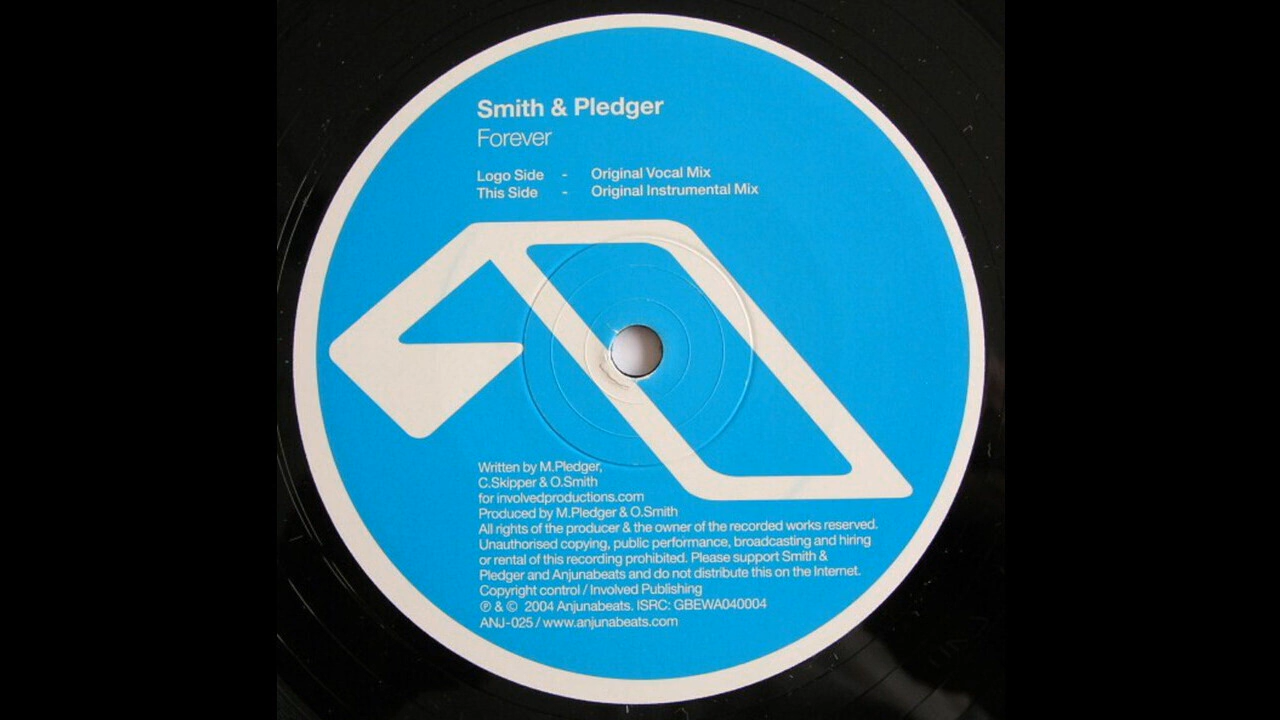 Smith & Pledger
Forever
Logo Side - Original Vocal Mix
This Side - Original Instrumental Mix
Written by M.Pledger,
C.Skipper & O.Smith
for involvedproductions.com
Produced by M.Pledger & O.Smith
All rights of the producer & the owner of the recorded works reserved.
Unauthorised copying, public performance, broadcasting and hiring
or rental of this recording prohibited. Please support Smith &
Pledger and Anjunabeats and do not distribute this on the Internet.
Copyright control / Involved Publishing
℗ & © 2004 Anjunabeats. ISRC: GBEWA040004
ANJ-025 / www.anjunabeats.com